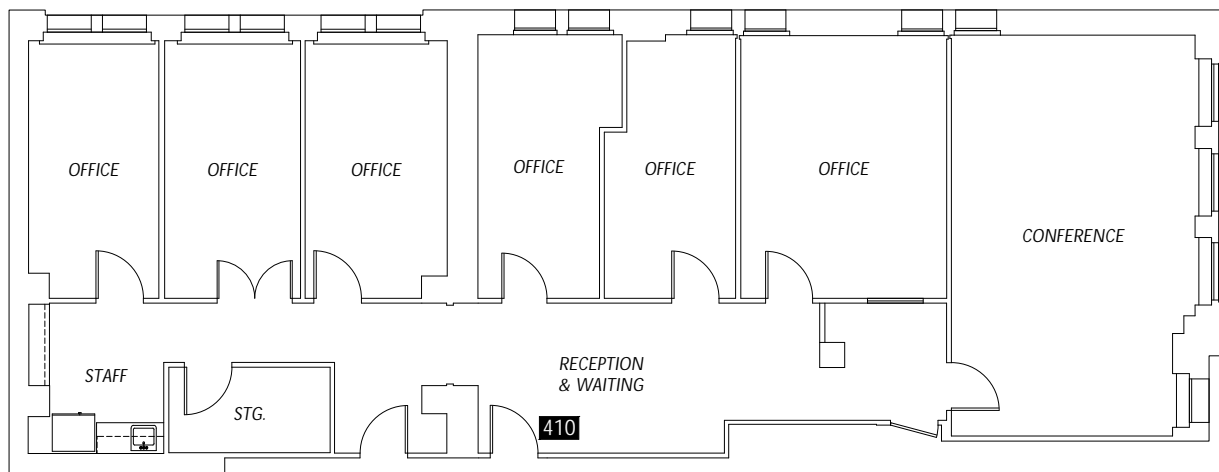 OFFICE
OFFICE
OFFICE
OFFICE
OFFICE
OFFICE
CONFERENCE
STAFF
STG.
RECEPTION
& WAITING
410